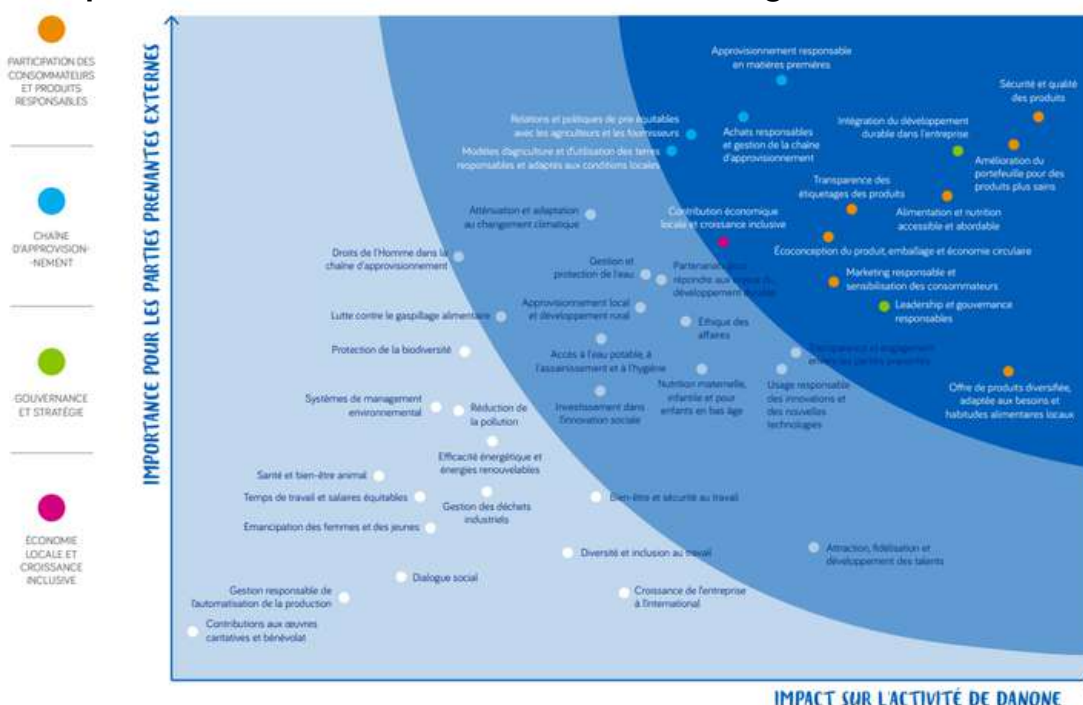 PARTICIPATION DES
CONSOMMATEURS
ET PRODUITS
RESPONSABLES
CHAÎNE
D'APPROVISION-
NEMENT
GOUVERNANCE
ET STRATÉGIE
ÉCONOMIE
LOCALE ET
CROISSANCE
INCLUSIVE
IMPORTANCE POUR LES PARTIES PRENANTES EXTERNES
Approvisionnement responsable
en matières premières
Sécurité et qualité
des produits
Relations et politiques de prix équitables
avec les agriculteurs et les fournisseurs
Achats responsables
et gestion de la chaîne
d'approvisionnement
Intégration du développement
durable dans l'entreprise
Modèles d'agriculture et d'utilisation des terres
responsables et adaptés aux conditions locales
Amélioration du
portefeuille pour des
produits plus sains
Transparence des
étiquetages des produits
Alimentation et nutrition
accessible et abordable
Atténuation et adaptation
au changement climatique
Contribution économique
locale et croissance inclusive
Écoconception du produit, emballage et économie circulaire
Droits de l'Homme dans la
chaîne d'approvisionnement
Gestion et
protection de l'eau
Partenariats pour
répondre aux enjeux du
développement durable
Marketing responsable et
sensibilisation des consommateurs
Approvisionnement local
et développement rural
Leadership et gouvernance
responsables
Lutte contre le gaspillage alimentaire
Éthique des
affaires
Protection de la biodiversité
Accès à l'eau potable, à
l'assainissement et à l'hygiène
Transparence et engagement
Nutrition maternelle,
infantile et pour
enfants en bas âge
Usage responsable
des innovations et
des nouvelles
technologies
Offre de produits diversifiée,
adaptée aux besoins et
habitudes alimentaires locaux
Systèmes de management
environnemental
Réduction de
la pollution
Investissement dans
l'innovation sociale
Efficacité énergétique et
énergies renouvelables
Santé et bien-être animal
Temps de travail et salaires équitables
Gestion des déchets
industriels
Bien-être et sécurité au travail
Emancipation des femmes et des jeunes
Diversité et inclusion au travail
Attraction, fidélisation et
développement des talents
Dialogue social
Gestion responsable de
l'automatisation de la production
Croissance de l'entreprise
à l'international
Contributions aux œuvres
caritatives et bénévolat
IMPACT SUR L'ACTIVITÉ DE DANONE